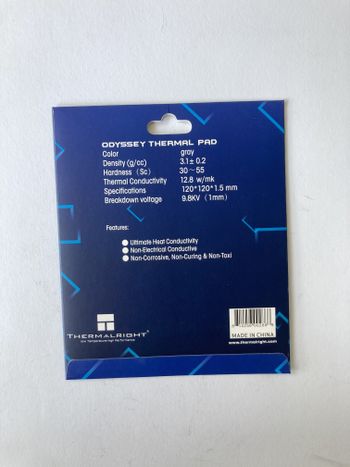 ODYSSEY THERMAL PAD
Color gray
Density (g/cc) 3.1± 0.2
Hardness (Sc) 30~55
Thermal Conductivity 12.8 w/mk
Specifications 120*120*1.5 mm
Breakdown voltage 9.8KV (1mm)
Features:
Ultimate Heat Conductivity
Non-Electrical Conductive
Non-Corrosive, Non-Curing & Non-Toxi
THERMALRIGHT®
MADE IN CHINA
www.thermalright.com